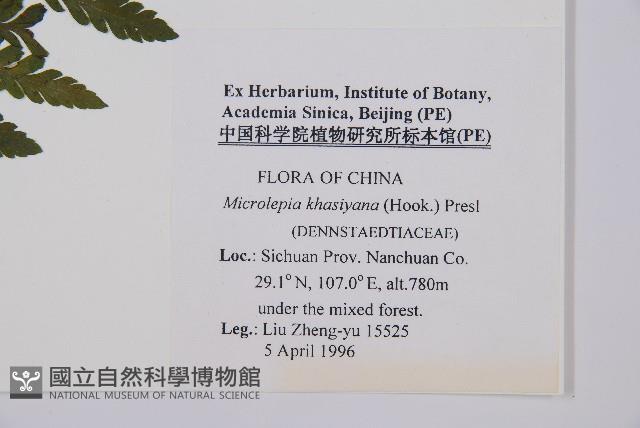 Ex Herbarium, Institute of Botany,
Academia Sinica, Beijing (PE)
中国科学院植物研究所标本馆(PE)
FLORA OF CHINA
Microlepia khasiyana (Hook.) Presl
(DENNSTAEDTIACEAE)
Loc.: Sichuan Prov. Nanchuan Co.
29.1° N, 107.0° E, alt.780m
under the mixed forest.
Leg.: Liu Zheng-yu 15525
5 April 1996
國立自然科學博物館
NATIONAL MUSEUM OF NATURAL SCIENCE